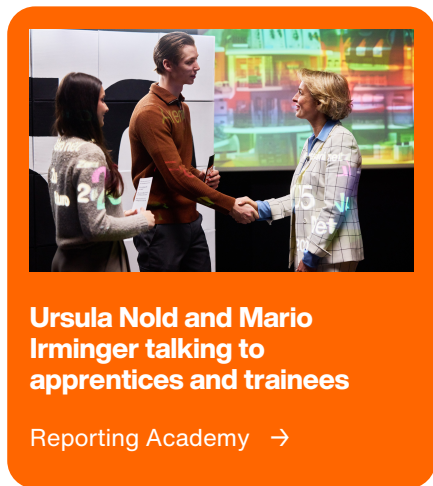 Ursula Nold and Mario
Irminger talking to
apprentices and trainees
Reporting Academy →